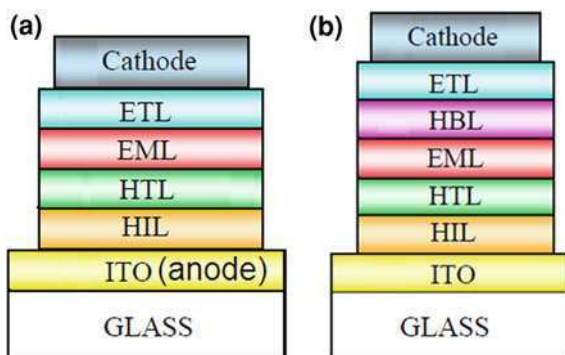 (a)
Cathode
ETL
EML
HTL
HIL
ITO (anode)
GLASS
(b)
Cathode
ETL
HBL
EML
HTL
HIL
ITO
GLASS